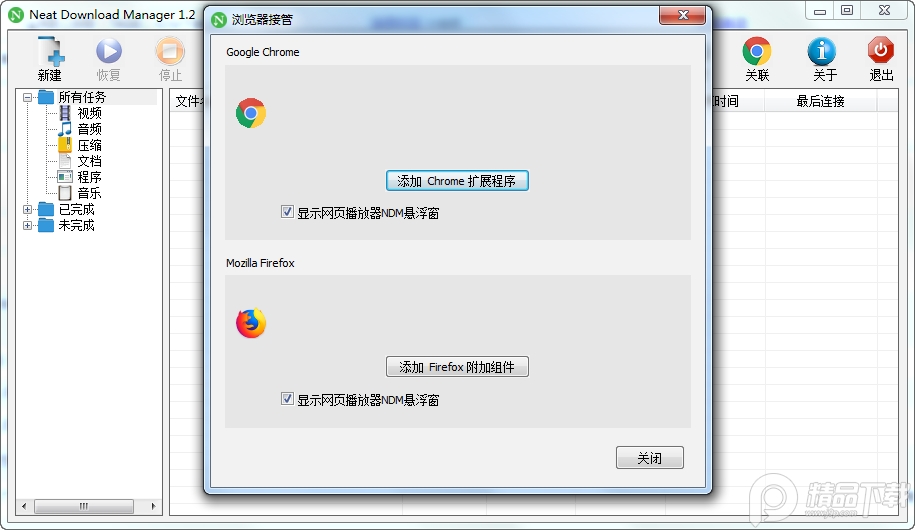 Neat Download Manager 1.2
浏览器接管
新建
恢复
停止
关联
关于
退出
所有任务
视频
音频
压缩
文档
程序
音乐
已完成
未完成
时间
最后连接
Google Chrome
添加 Chrome 扩展程序
显示网页播放器NDM悬浮窗
Mozilla Firefox
添加 Firefox 附加组件
显示网页播放器NDM悬浮窗
关闭
精品下载